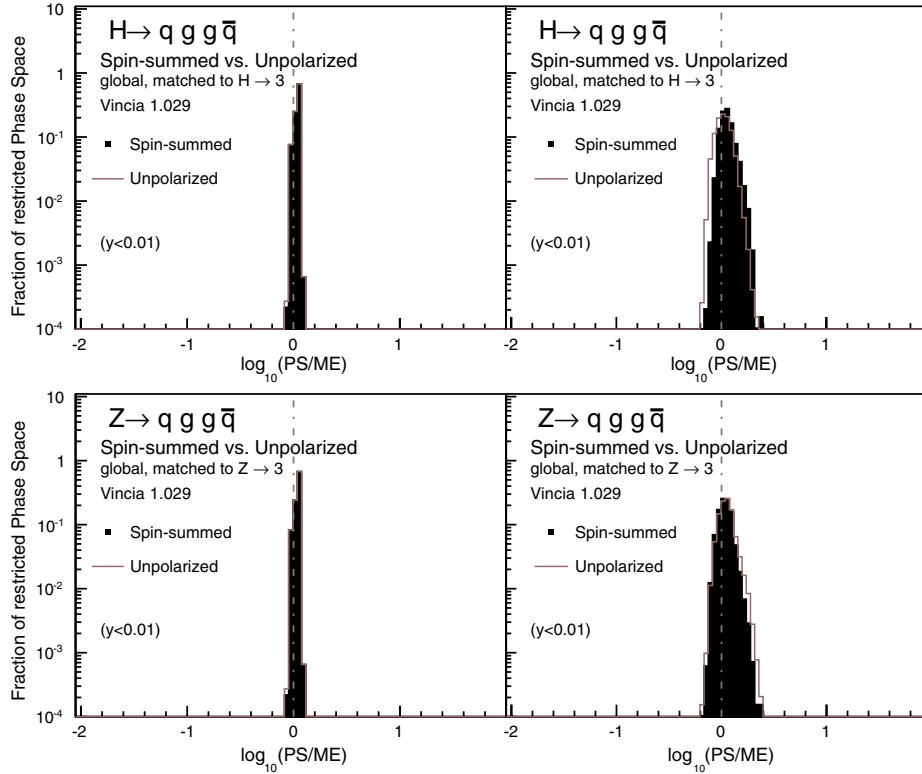 Fraction of restricted Phase Space
10
1
10⁻¹
10⁻²
10⁻³
10⁻⁴
H→ q g g q̅
Spin-summed vs. Unpolarized
global, matched to H → 3
Vincia 1.029
Spin-summed
Unpolarized
(y<0.01)
-2
-1
0
1
log₁₀(PS/ME)
H→ q g g q̅
Spin-summed vs. Unpolarized
global, matched to H → 3
Vincia 1.029
Spin-summed
Unpolarized
(y<0.01)
-2
-1
0
1
log₁₀(PS/ME)
Fraction of restricted Phase Space
10
1
10⁻¹
10⁻²
10⁻³
10⁻⁴
Z→ q g g q̅
Spin-summed vs. Unpolarized
global, matched to Z → 3
Vincia 1.029
Spin-summed
Unpolarized
(y<0.01)
-2
-1
0
1
log₁₀(PS/ME)
Z→ q g g q̅
Spin-summed vs. Unpolarized
global, matched to Z → 3
Vincia 1.029
Spin-summed
Unpolarized
(y<0.01)
-2
-1
0
1
log₁₀(PS/ME)